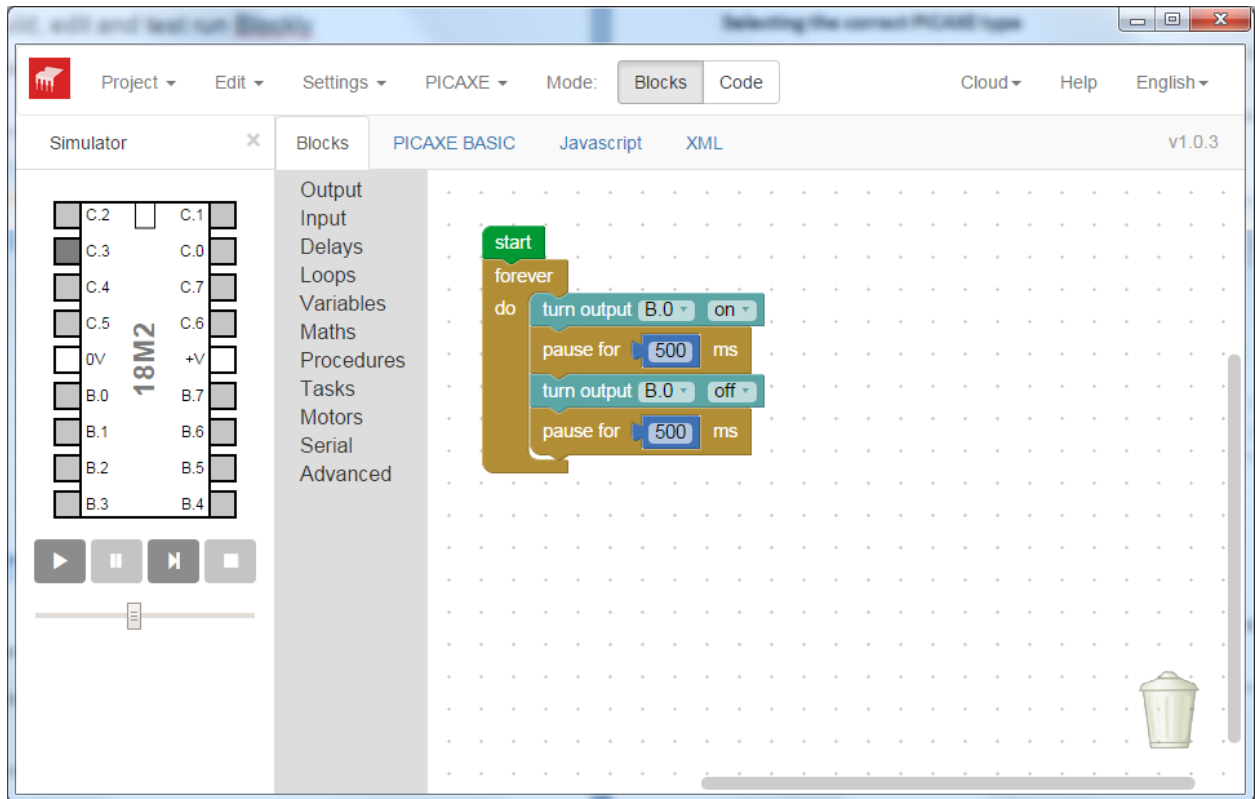 Selecting the correct PICAXE type
Project Edit Settings PICAXE Mode: Blocks Code Cloud Help English
Simulator × Blocks PICAXE BASIC Javascript XML v1.0.3
C.2 C.1
C.3 C.0
C.4 C.7
C.5 C.6
0V +V
B.0 B.7
B.1 B.6
B.2 B.5
B.3 B.4
18M2
Output
Input
Delays
Loops
Variables
Maths
Procedures
Tasks
Motors
Serial
Advanced
start
forever
do turn output B.0 on
pause for 500 ms
turn output B.0 off
pause for 500 ms